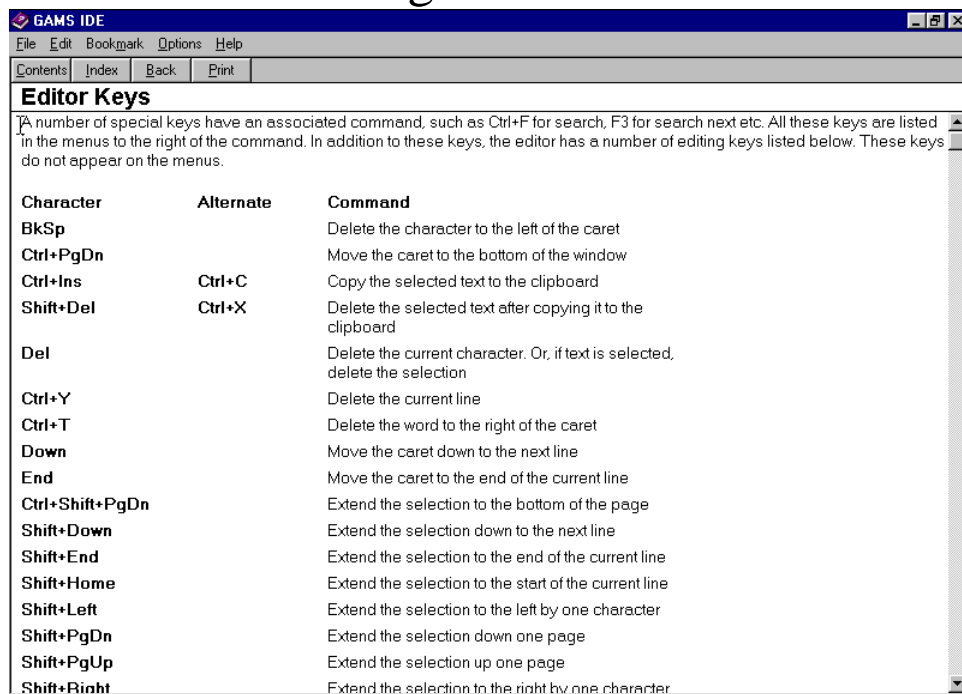 GAMS IDE
File Edit Bookmark Options Help
Contents Index Back Print
Editor Keys
A number of special keys have an associated command, such as Ctrl+F for search, F3 for search next etc. All these keys are listed
in the menus to the right of the command. In addition to these keys, the editor has a number of editing keys listed below. These keys
do not appear on the menus.
Character Alternate Command
BkSp Delete the character to the left of the caret
Ctrl+PgDn Move the caret to the bottom of the window
Ctrl+Ins Ctrl+C Copy the selected text to the clipboard
Shift+Del Ctrl+X Delete the selected text after copying it to the
clipboard
Del Delete the current character. Or, if text is selected,
delete the selection
Ctrl+Y Delete the current line
Ctrl+T Delete the word to the right of the caret
Down Move the caret down to the next line
End Move the caret to the end of the current line
Ctrl+Shift+PgDn Extend the selection to the bottom of the page
Shift+Down Extend the selection down to the next line
Shift+End Extend the selection to the end of the current line
Shift+Home Extend the selection to the start of the current line
Shift+Left Extend the selection to the left by one character
Shift+PgDn Extend the selection down one page
Shift+PgUp Extend the selection up one page
Shift+Right Extend the selection to the right by one character